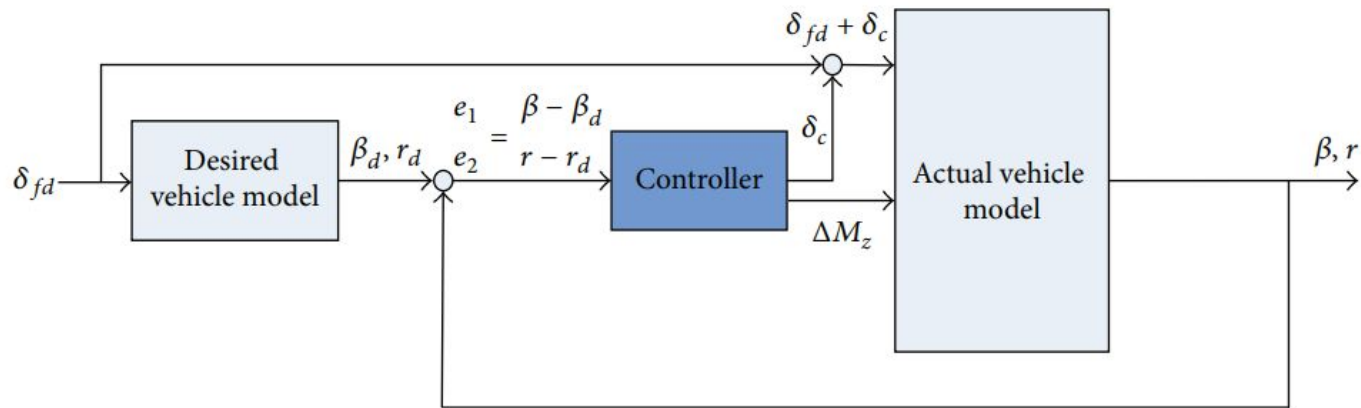 δ_fd
Desired
vehicle model
β_d, r_d
e_1 = β − β_d
e_2 r − r_d
Controller
δ_c
δ_fd + δ_c
ΔM_z
Actual vehicle
model
β, r